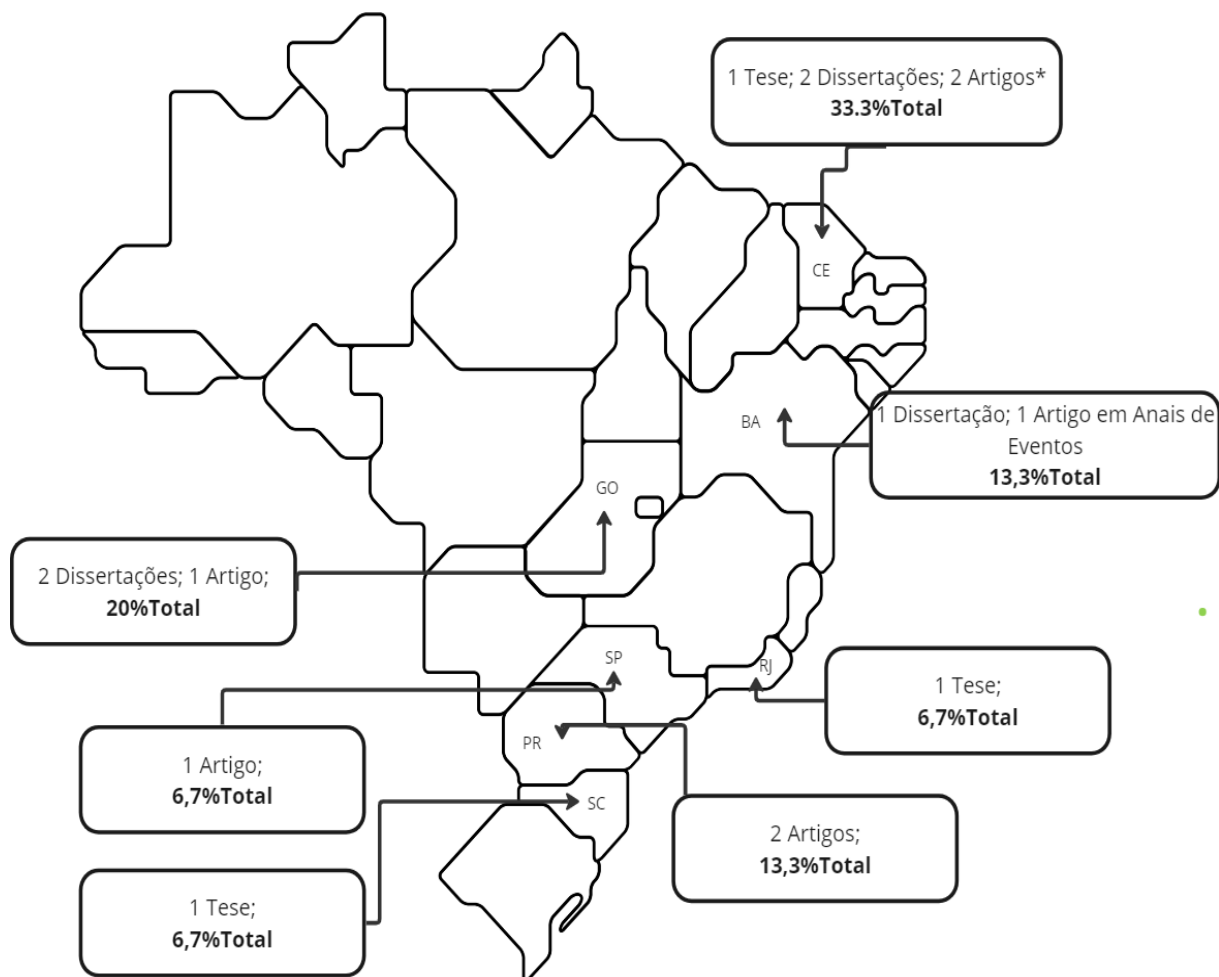 1 Tese; 2 Dissertações; 2 Artigos*
33.3%Total
CE
BA
1 Dissertação; 1 Artigo em Anais de
Eventos
13,3%Total
GO
2 Dissertações; 1 Artigo;
20%Total
SP
RJ
1 Tese;
6,7%Total
PR
1 Artigo;
6,7%Total
SC
2 Artigos;
13,3%Total
1 Tese;
6,7%Total